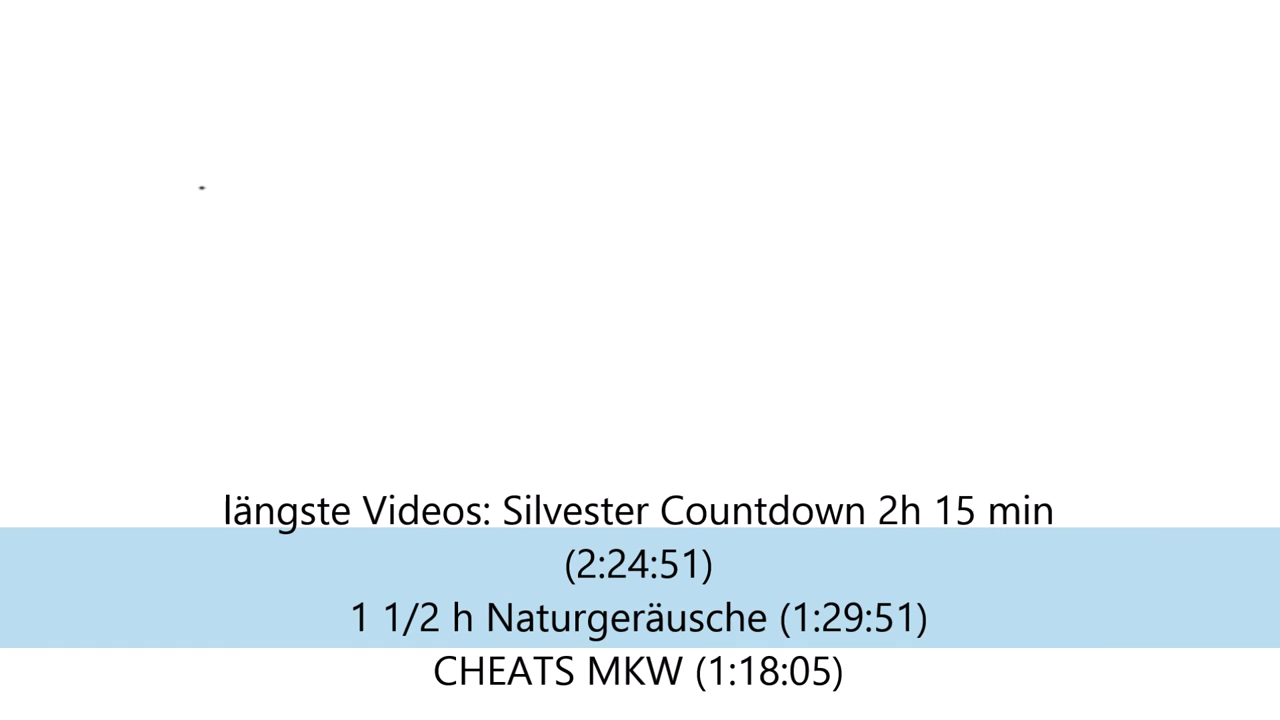 längste Videos: Silvester Countdown 2h 15 min
(2:24:51)
1 1/2 h Naturgeräusche (1:29:51)
CHEATS MKW (1:18:05)